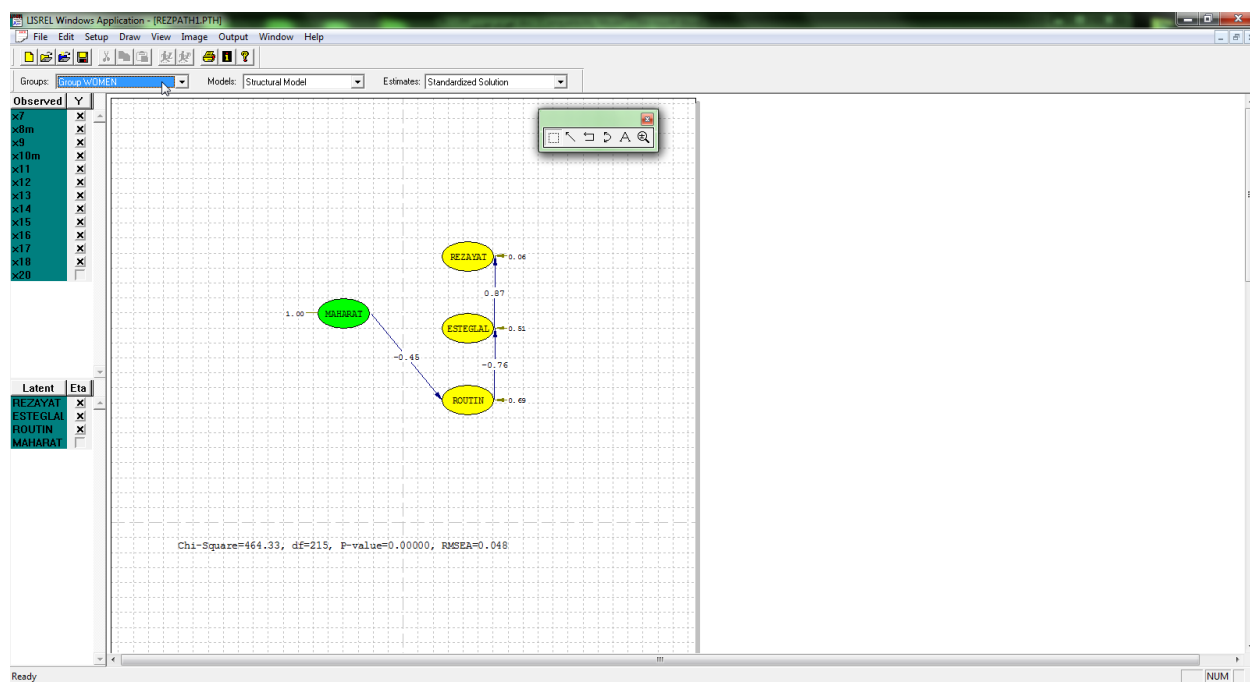 LISREL Windows Application - [REZPATH1.PTH]
File Edit Setup Draw View Image Output Window Help
Groups: Group WOMEN Models: Structural Model Estimates: Standardized Solution
Observed Y
x7
x8m
x9
x10m
x11
x12
x13
x14
x15
x16
x17
x18
x20
Latent Eta
REZAYAT
ESTEGLAL
ROUTIN
MAHARAT
REZAYAT 0.06
0.87
1.00 MAHARAT
ESTEGLAL 0.51
-0.45
-0.76
ROUTIN 0.69
Chi-Square=464.33, df=215, P-value=0.00000, RMSEA=0.048
Ready
NUM